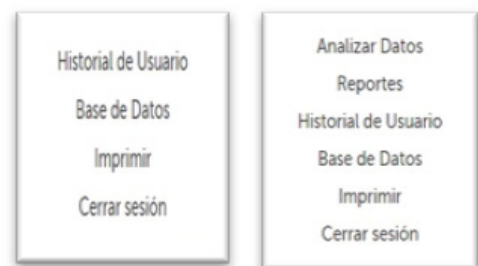 Historial de Usuario
Base de Datos
Imprimir
Cerrar sesión
Analizar Datos
Reportes
Historial de Usuario
Base de Datos
Imprimir
Cerrar sesión